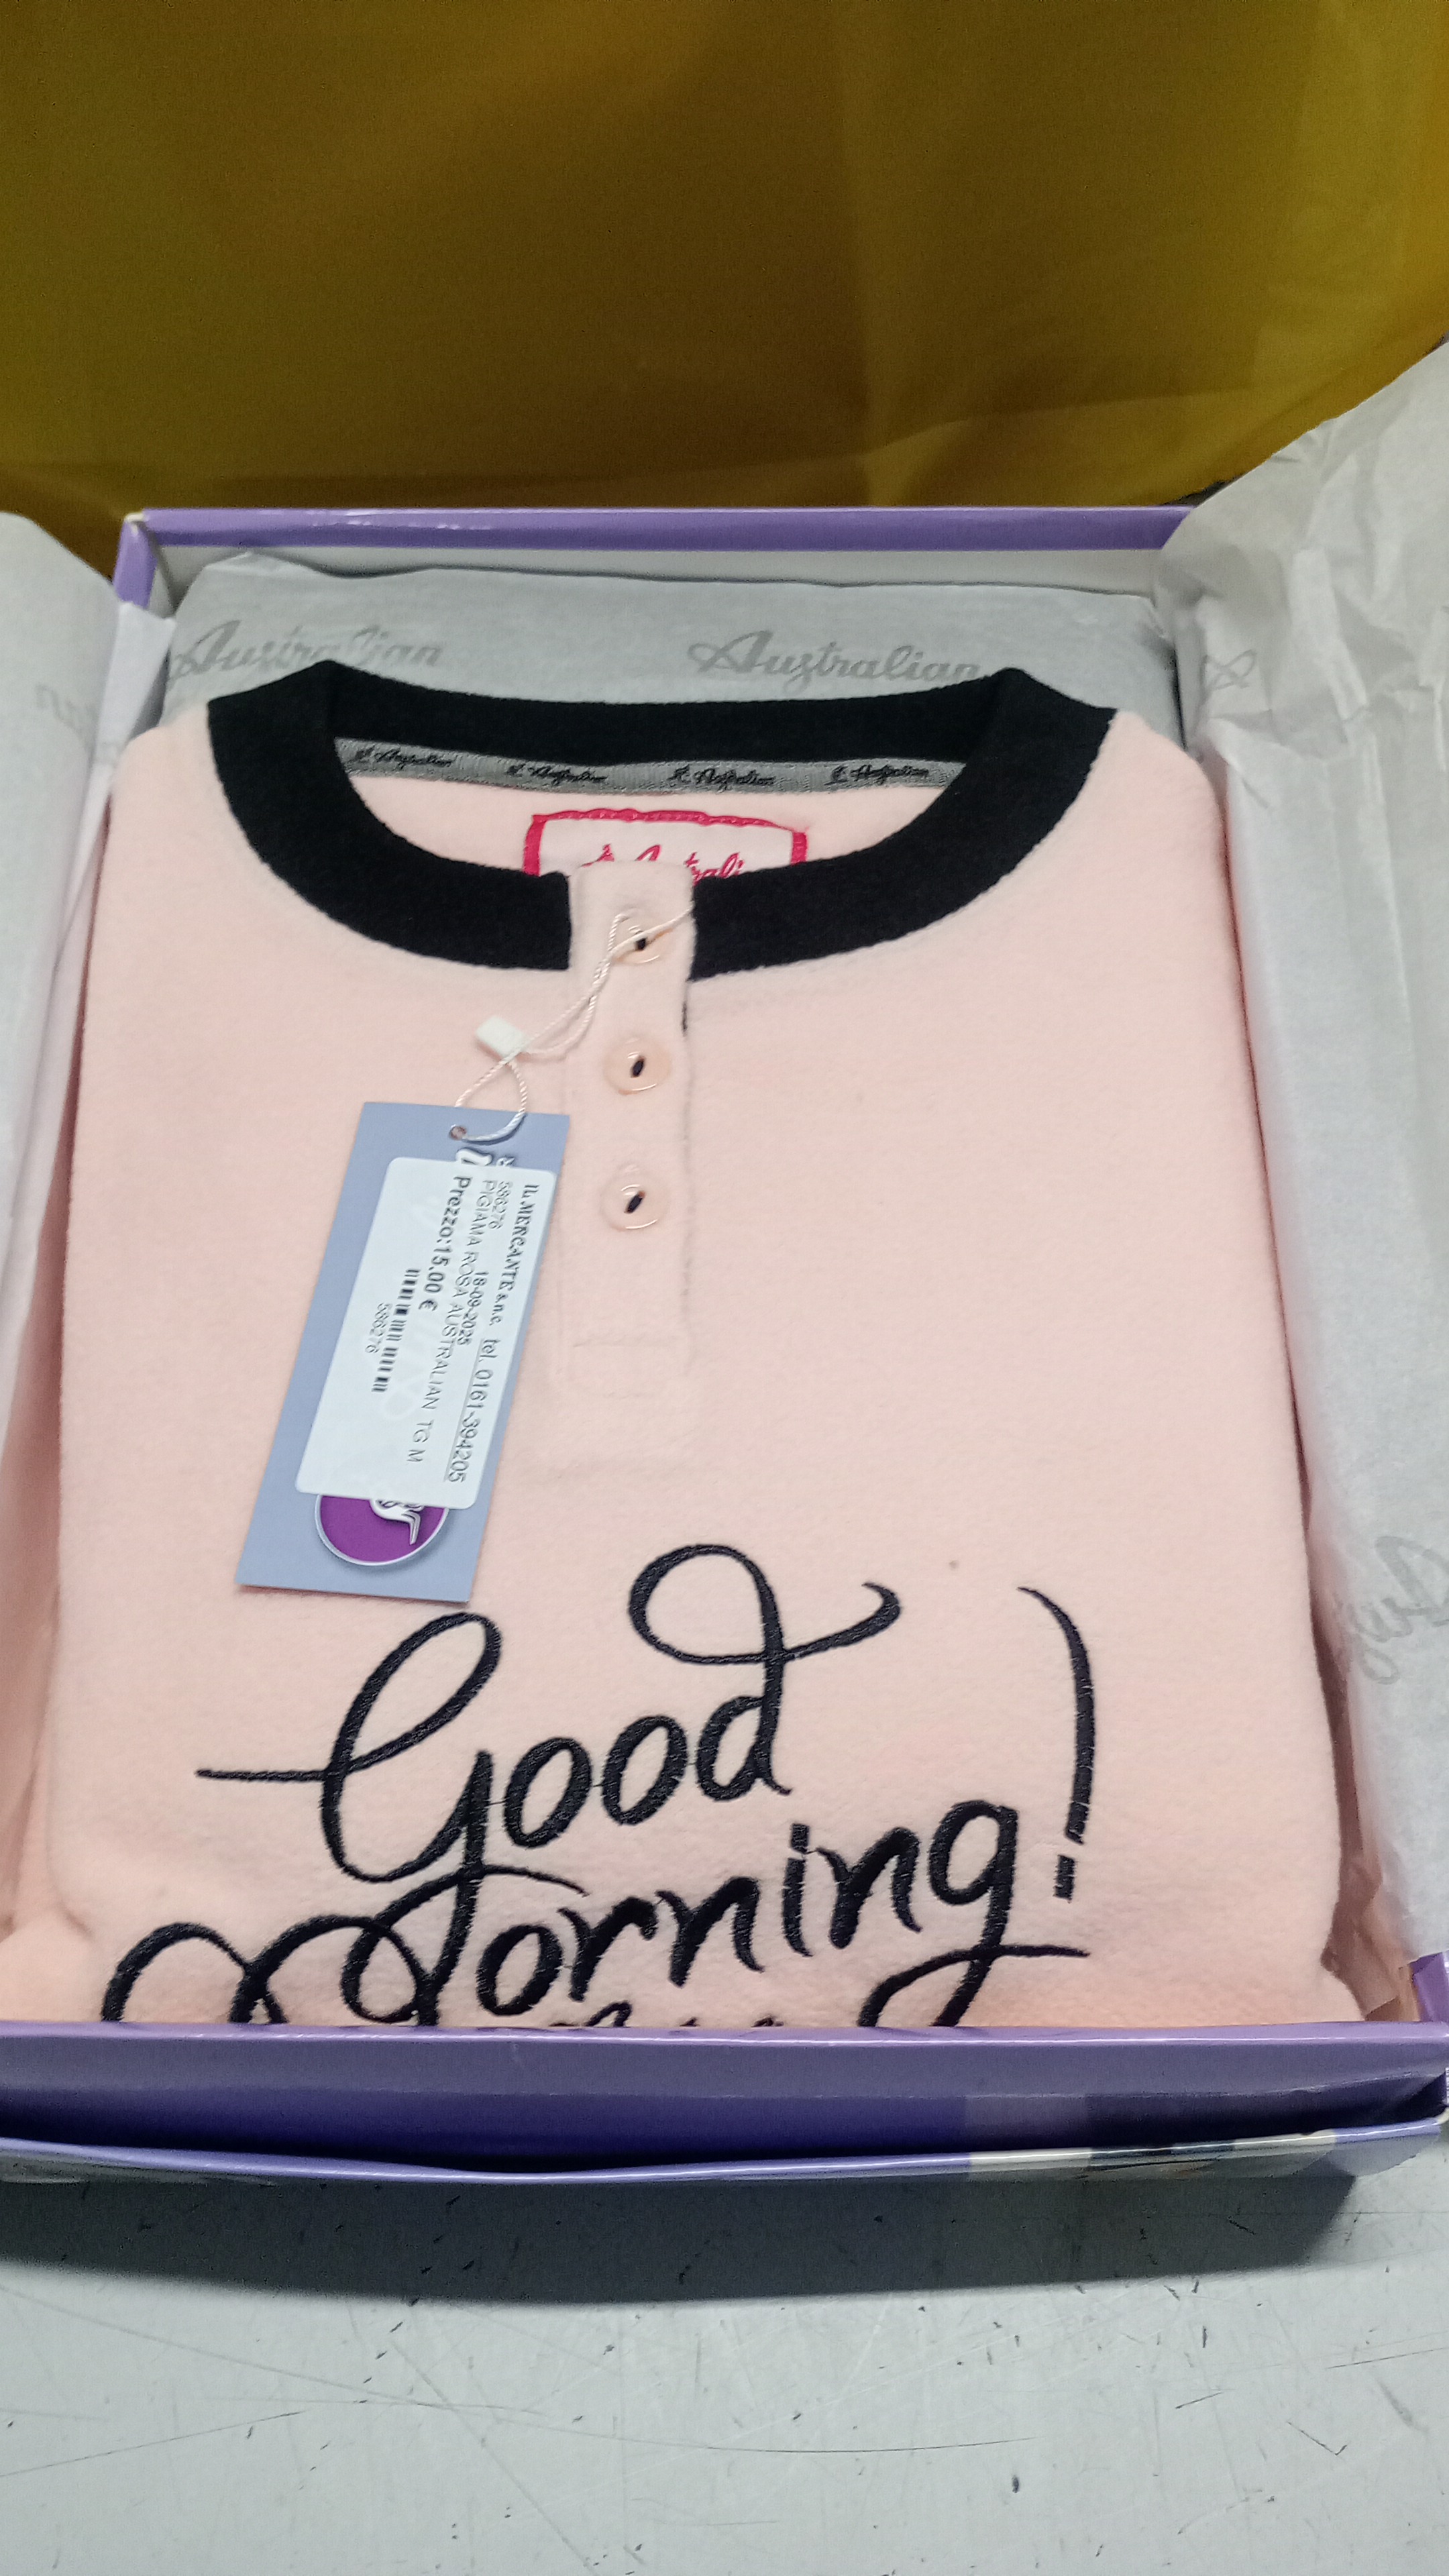 Australian Australian
Australian Australian Australian Australian
IL MERCANTE s.n.c. tel. 0161-394205
586276 18-09-2025
PIGIAMA ROSA AUSTRALIAN TG M
Prezzo:15.00 €
586276
Good
Morning!